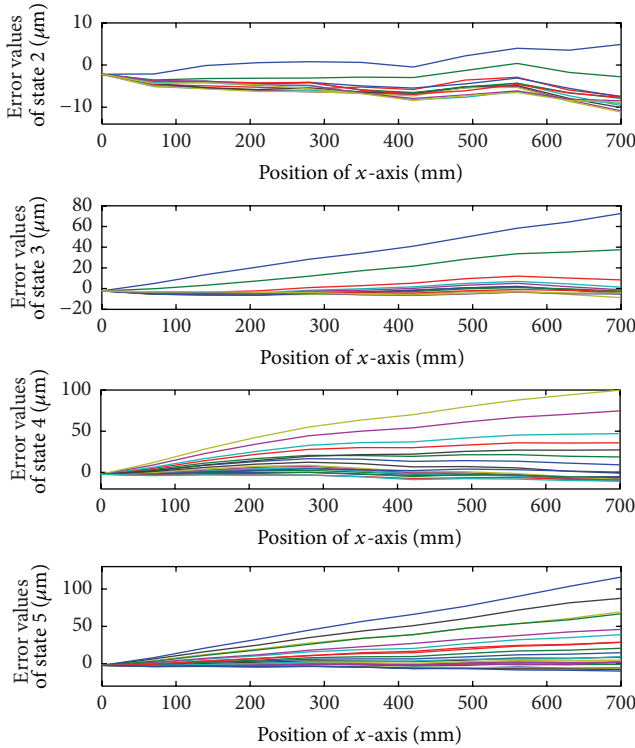 Error values
of state 2 (μm)
10
0
−10
0 100 200 300 400 500 600 700
Position of x-axis (mm)
Error values
of state 3 (μm)
80
60
40
20
0
−20
0 100 200 300 400 500 600 700
Position of x-axis (mm)
Error values
of state 4 (μm)
100
50
0
0 100 200 300 400 500 600 700
Position of x-axis (mm)
Error values
of state 5 (μm)
100
50
0
0 100 200 300 400 500 600 700
Position of x-axis (mm)